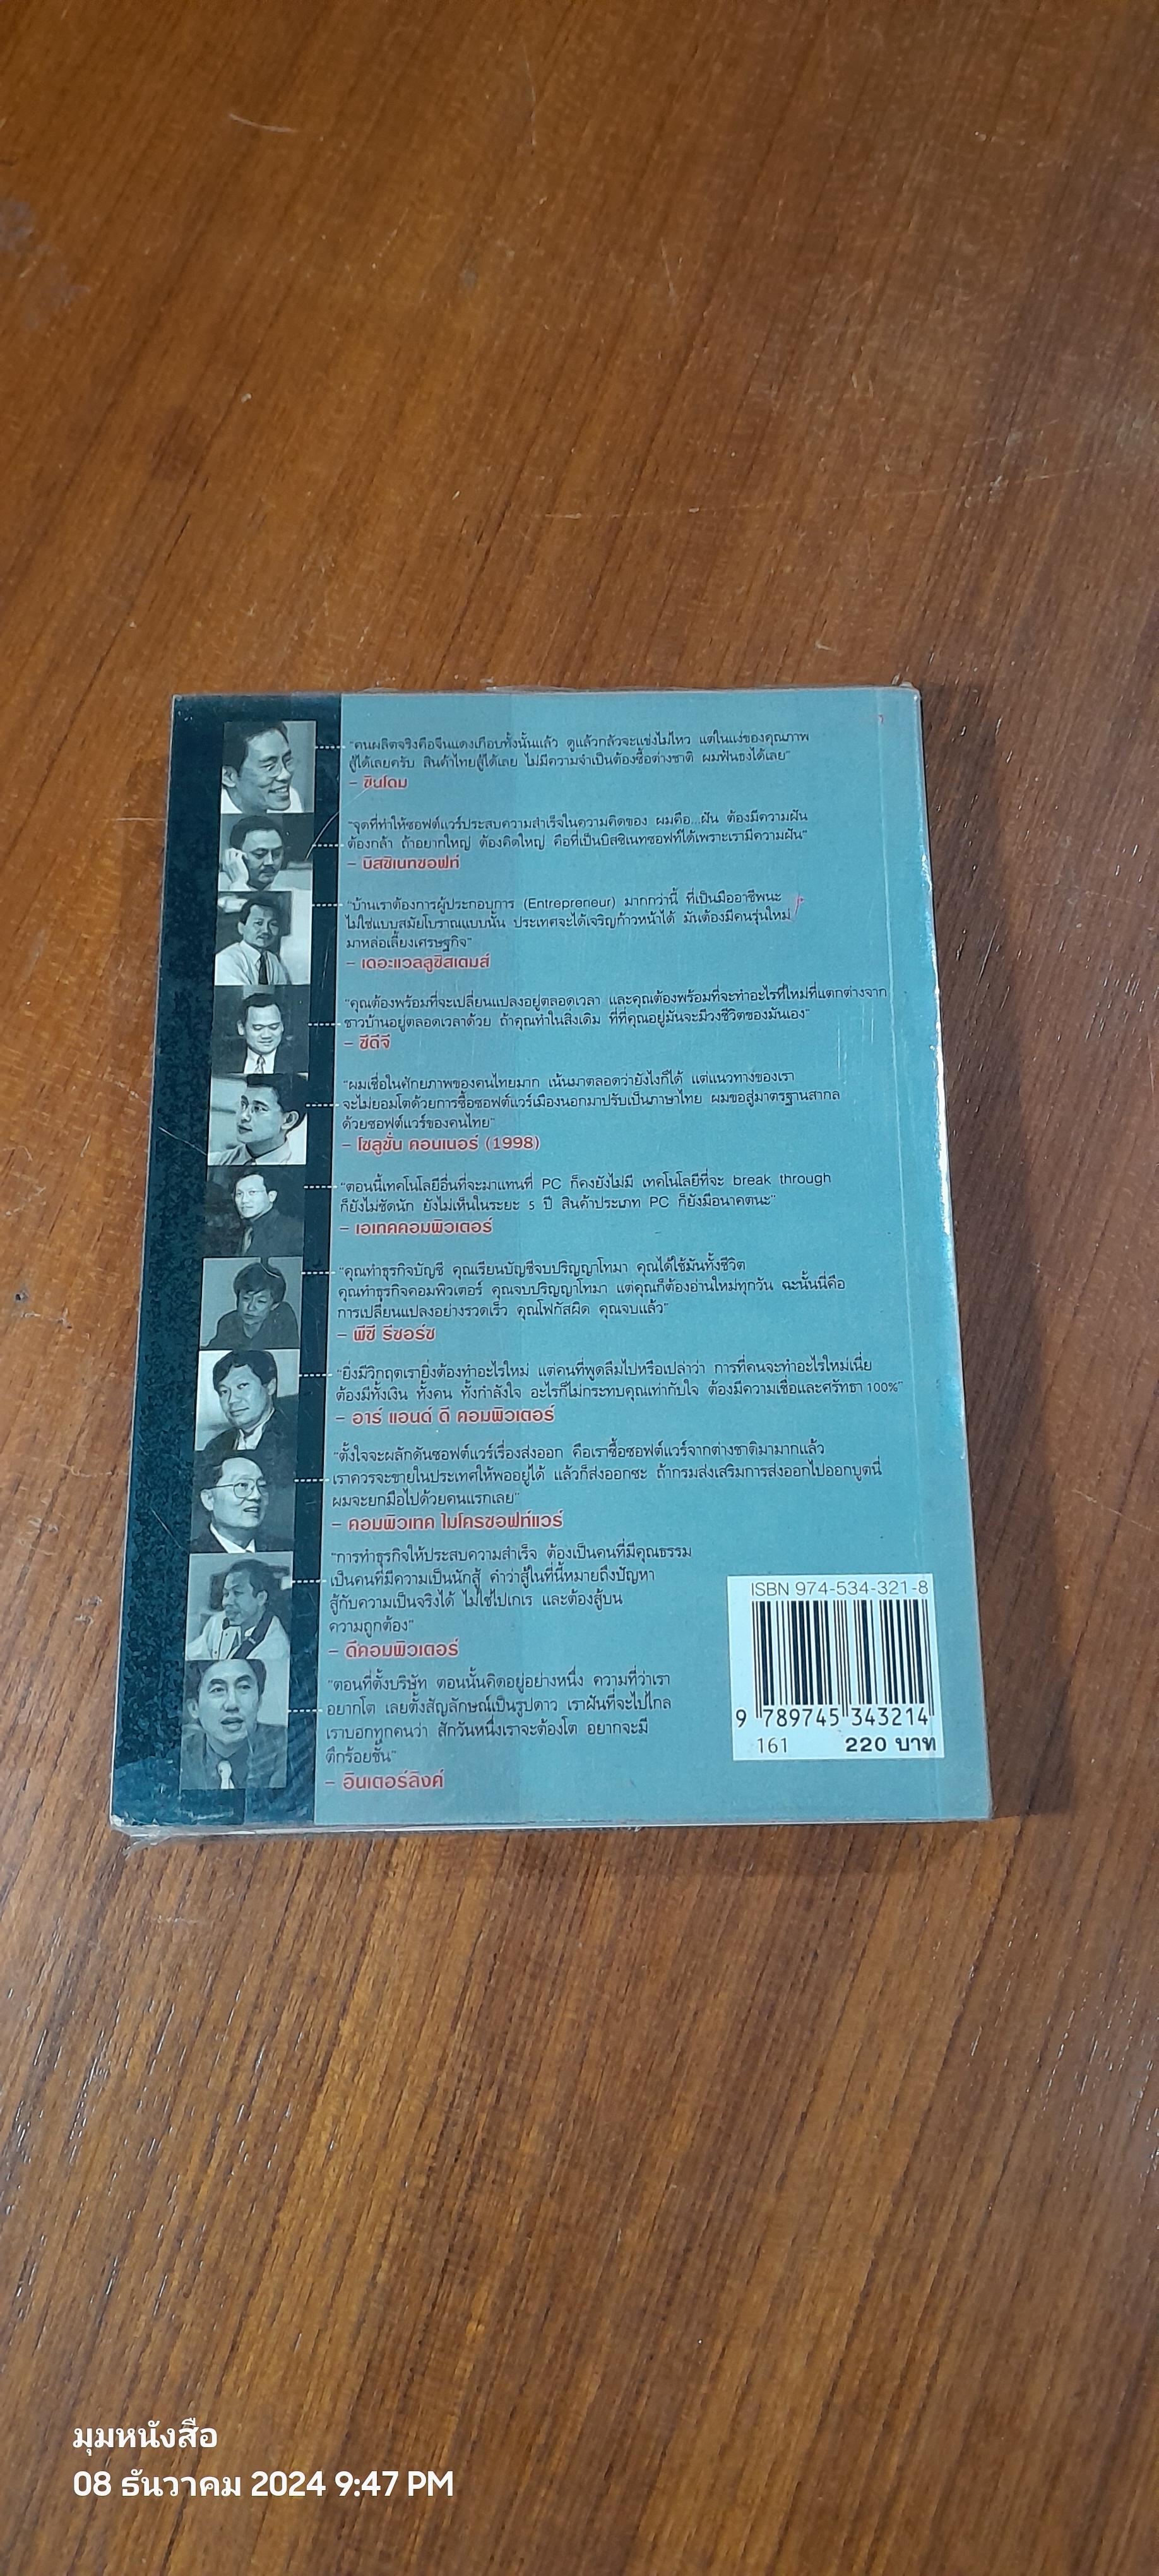 "คนผลิตจริงคือจีนแดงเกือบทั้งนั้นแล้ว ดูแล้วกลัวจะแข่งไม่ไหว แต่ในแง่ของคุณภาพ
สู้ได้เลยครับ สินค้าไทยสู้ได้เลย ไม่มีความจำเป็นต้องซื้อต่างชาติ ผมฟันธงได้เลย"
– ซินโดม
"จุดที่ทำให้ซอฟต์แวร์ประสบความสำเร็จในความคิดของ ผมคือ...ฝัน ต้องมีความฝัน
ต้องกล้า ถ้าอยากใหญ่ ต้องคิดใหญ่ คือที่เป็นบิสซิเนทซอฟท์ได้เพราะเรามีความฝัน"
– บิสซิเนทซอฟท์
"บ้านเราต้องการผู้ประกอบการ (Entrepreneur) มากกว่านี้ ที่เป็นมืออาชีพนะ
ไม่ใช่แบบสมัยโบราณแบบนั้น ประเทศจะได้เจริญก้าวหน้าได้ มันต้องมีคนรุ่นใหม่
มาหล่อเลี้ยงเศรษฐกิจ"
– เดอะแวลลูซิสเตมส์
"คุณต้องพร้อมที่จะเปลี่ยนแปลงอยู่ตลอดเวลา และคุณต้องพร้อมที่จะทำอะไรที่ใหม่ที่แตกต่างจาก
ชาวบ้านอยู่ตลอดเวลาด้วย ถ้าคุณทำในสิ่งเดิม ที่ที่คุณอยู่มันจะมีวงชีวิตของมันเอง"
– ซีดีจี
"ผมเชื่อในศักยภาพของคนไทยมาก เน้นมาตลอดว่ายังไงก็ได้ แต่แนวทางของเรา
จะไม่ยอมโตด้วยการซื้อซอฟต์แวร์เมืองนอกมาปรับเป็นภาษาไทย ผมขอสู่มาตรฐานสากล
ด้วยซอฟต์แวร์ของคนไทย"
– โซลูชั่น คอนเนอร์ (1998)
"ตอนนี้เทคโนโลยีอื่นที่จะมาแทนที่ PC ก็คงยังไม่มี เทคโนโลยีที่จะ break through
ก็ยังไม่ชัดนัก ยังไม่เห็นในระยะ 5 ปี สินค้าประเภท PC ก็ยังมีอนาคตนะ"
– เอเทคคอมพิวเตอร์
"คุณทำธุรกิจบัญชี คุณเรียนบัญชีจบปริญญาโทมา คุณได้ใช้มันทั้งชีวิต
คุณทำธุรกิจคอมพิวเตอร์ คุณจบปริญญาโทมา แต่คุณก็ต้องอ่านใหม่ทุกวัน ฉะนั้นนี่คือ
การเปลี่ยนแปลงอย่างรวดเร็ว คุณโฟกัสผิด คุณจบแล้ว"
– พีซี รีซอร์ซ
"ยิ่งมีวิกฤตเรายิ่งต้องทำอะไรใหม่ แต่คนที่พูดลืมไปหรือเปล่าว่า การที่คนจะทำอะไรใหม่เนี่ย
ต้องมีทั้งเงิน ทั้งคน ทั้งกำลังใจ อะไรก็ไม่กระทบคุณเท่ากับใจ ต้องมีความเชื่อและศรัทธา 100%"
– อาร์ แอนด์ ดี คอมพิวเตอร์
"ตั้งใจจะผลักดันซอฟต์แวร์เรื่องส่งออก คือเราซื้อซอฟต์แวร์จากต่างชาติมามากแล้ว
เราควรจะขายในประเทศให้พออยู่ได้ แล้วก็ส่งออกซะ ถ้ากรมส่งเสริมการส่งออกไปออกบูตนี่
ผมจะยกมือไปด้วยคนแรกเลย"
– คอมพิวเทค ไมโครซอฟท์แวร์
"การทำธุรกิจให้ประสบความสำเร็จ ต้องเป็นคนที่มีคุณธรรม
เป็นคนที่มีความเป็นนักสู้ คำว่าสู้ในที่นี้หมายถึงปัญหา
สู้กับความเป็นจริงได้ ไม่ใช่ไปเกเร และต้องสู้บน
ความถูกต้อง"
– ดีคอมพิวเตอร์
"ตอนที่ตั้งบริษัท ตอนนั้นคิดอยู่อย่างหนึ่ง ความที่ว่าเรา
อยากโต เลยตั้งสัญลักษณ์เป็นรูปดาว เราฝันที่จะไปไกล
เราบอกทุกคนว่า สักวันหนึ่งเราจะต้องโต อยากจะมี
ตึกร้อยชั้น"
– อินเตอร์ลิงค์
ISBN 974-534-321-8
9 789745 343214
161 220 บาท
มุมหนังสือ
08 ธันวาคม 2024 9:47 PM